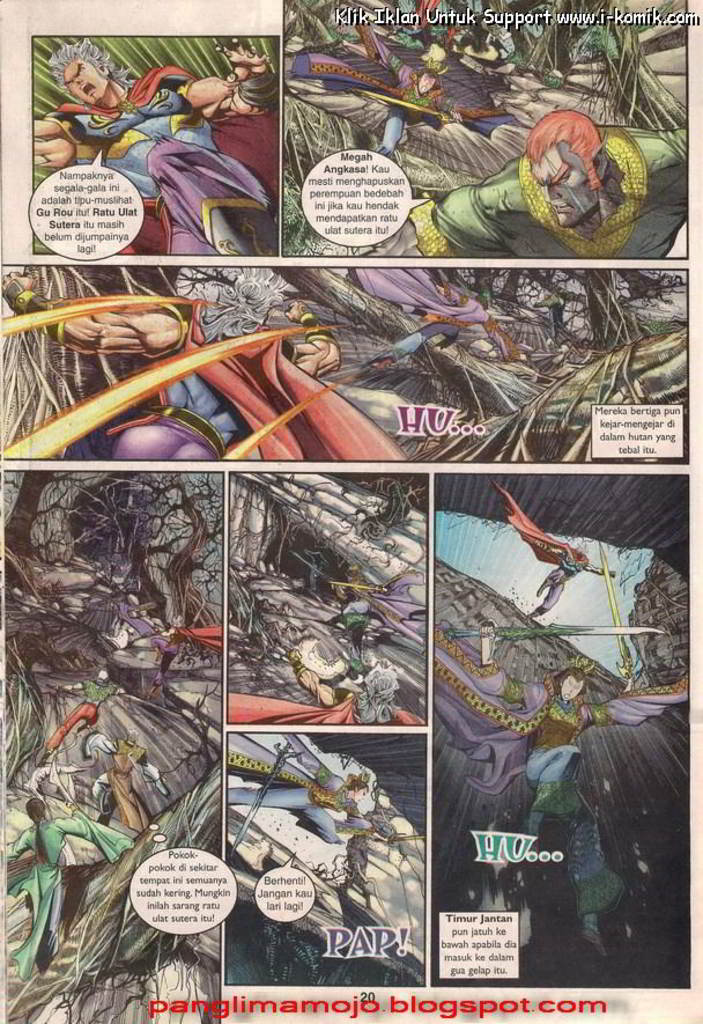 Klik Iklan Untuk Support www.i-komik.com
Nampaknya
segala-gala ini
adalah tipu-muslihat
Gu Rou itu! Ratu Ulat
Sutera itu masih
belum dijumpainya
lagi!
Megah
Angkasa! Kau
mesti menghapuskan
perempuan bedebah
ini jika kau hendak
mendapatkan ratu
ulat sutera itu!
HU...
Mereka bertiga pun
kejar-mengejar di
dalam hutan yang
tebal itu.
Pokok-
pokok di sekitar
tempat ini semuanya
sudah kering. Mungkin
inilah sarang ratu
ulat sutera itu!
Berhenti!
Jangan kau
lari lagi!
PAP!
HU...
Timur Jantan
pun jatuh ke
bawah apabila dia
masuk ke dalam
gua gelap itu.
20
panglimamojo.blogspot.com